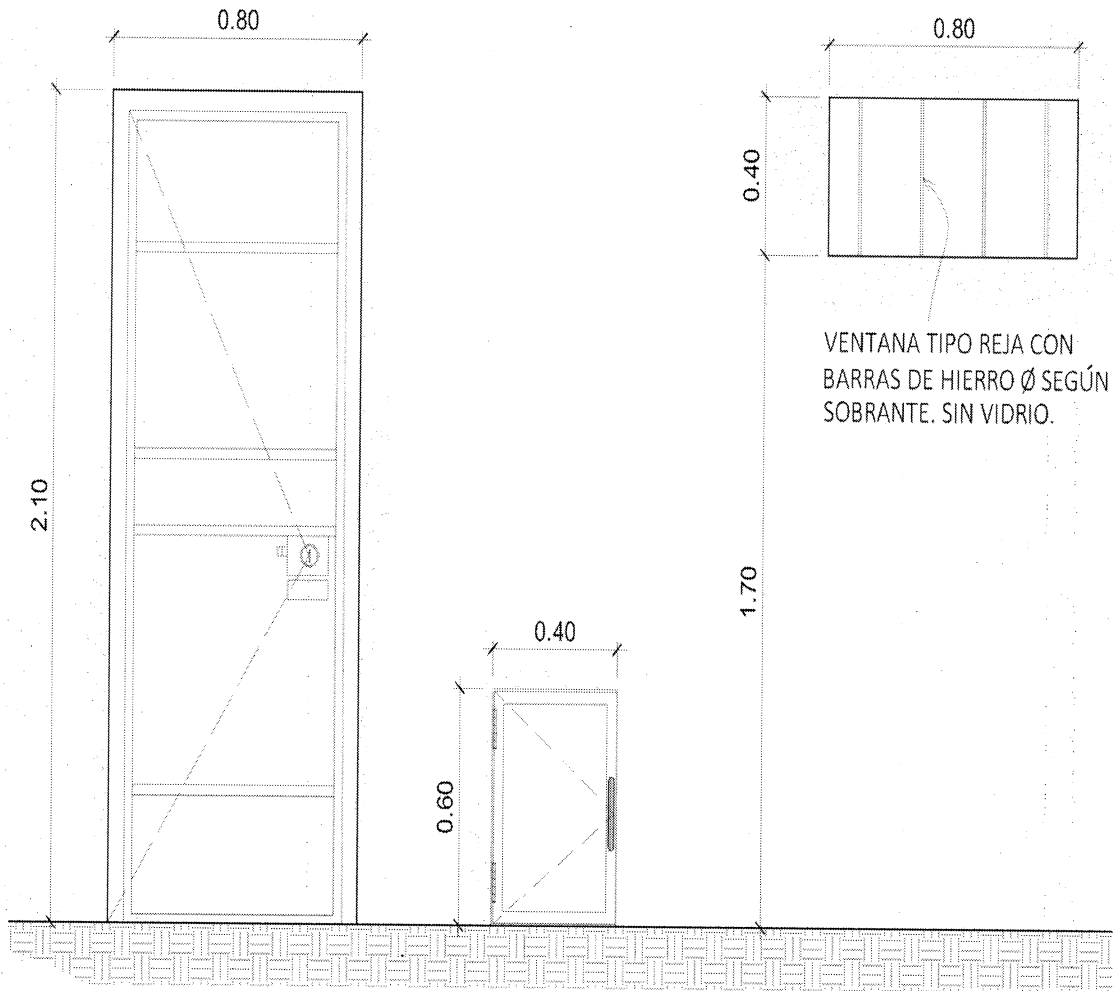 0.80
0.80
0.40
VENTANA TIPO REJA CON
BARRAS DE HIERRO Ø SEGÚN
SOBRANTE. SIN VIDRIO.
2.10
1.70
0.40
0.60